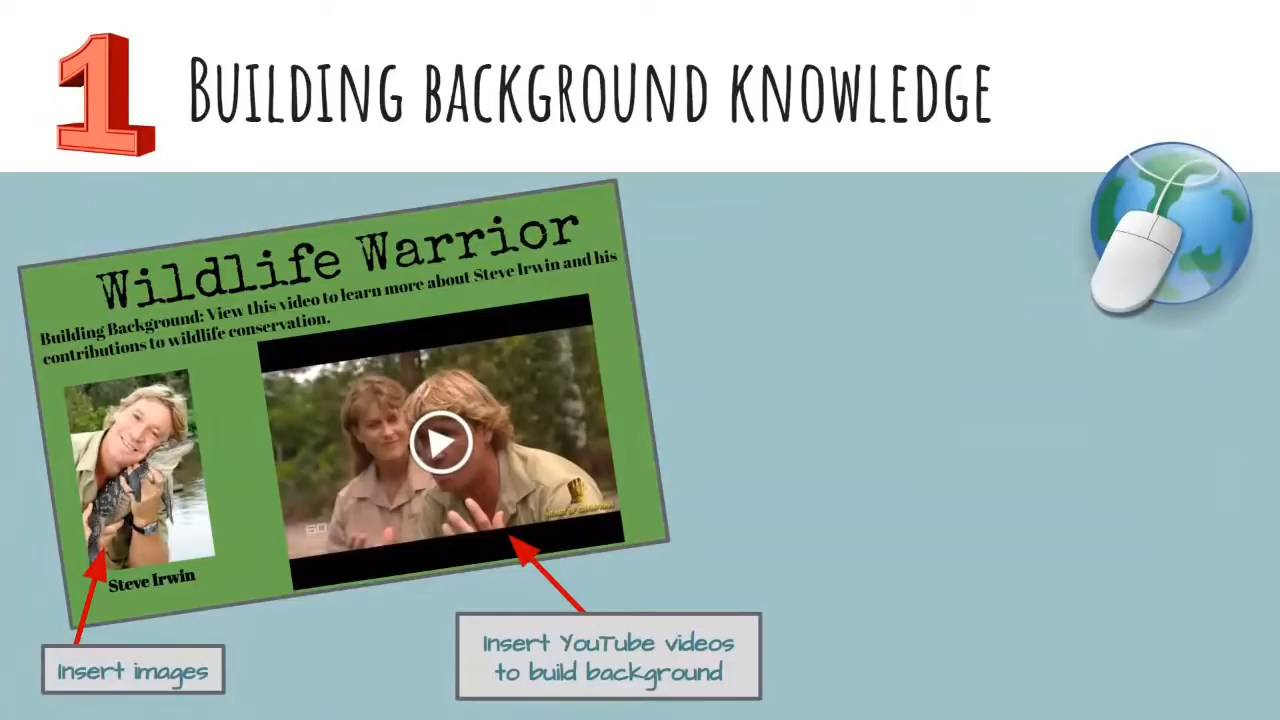 1
Building background knowledge
Wildlife Warrior
Building Background: View this video to learn more about Steve Irwin and his
contributions to wildlife conservation.
60
Steve Irwin
Insert images
Insert YouTube videos
to build background